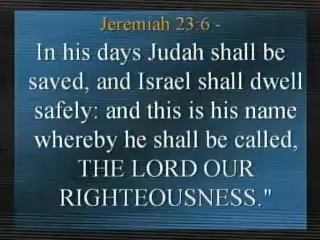 Jeremiah 23:6 -
In his days Judah shall be
saved, and Israel shall dwell
safely: and this is his name
whereby he shall be called,
THE LORD OUR
RIGHTEOUSNESS."